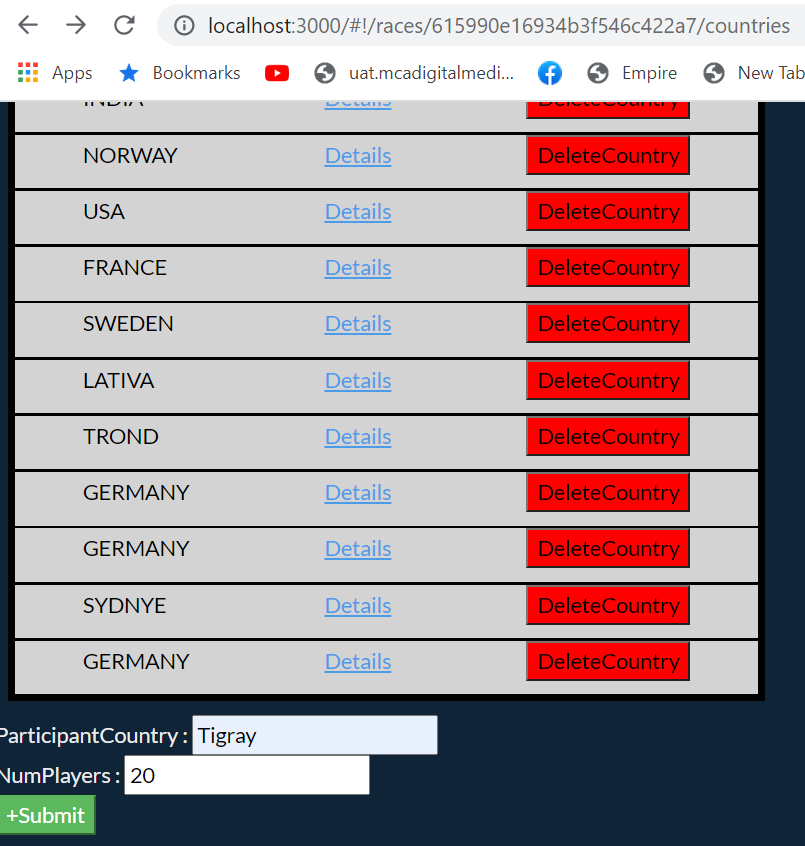 localhost:3000/#!/races/615990e16934b3f546c422a7/countries
Apps Bookmarks uat.mcadigitalmedi... Empire New Tab
INDIA Details DeleteCountry
NORWAY Details DeleteCountry
USA Details DeleteCountry
FRANCE Details DeleteCountry
SWEDEN Details DeleteCountry
LATIVA Details DeleteCountry
TROND Details DeleteCountry
GERMANY Details DeleteCountry
GERMANY Details DeleteCountry
SYDNYE Details DeleteCountry
GERMANY Details DeleteCountry
ParticipantCountry : Tigray
NumPlayers : 20
+Submit